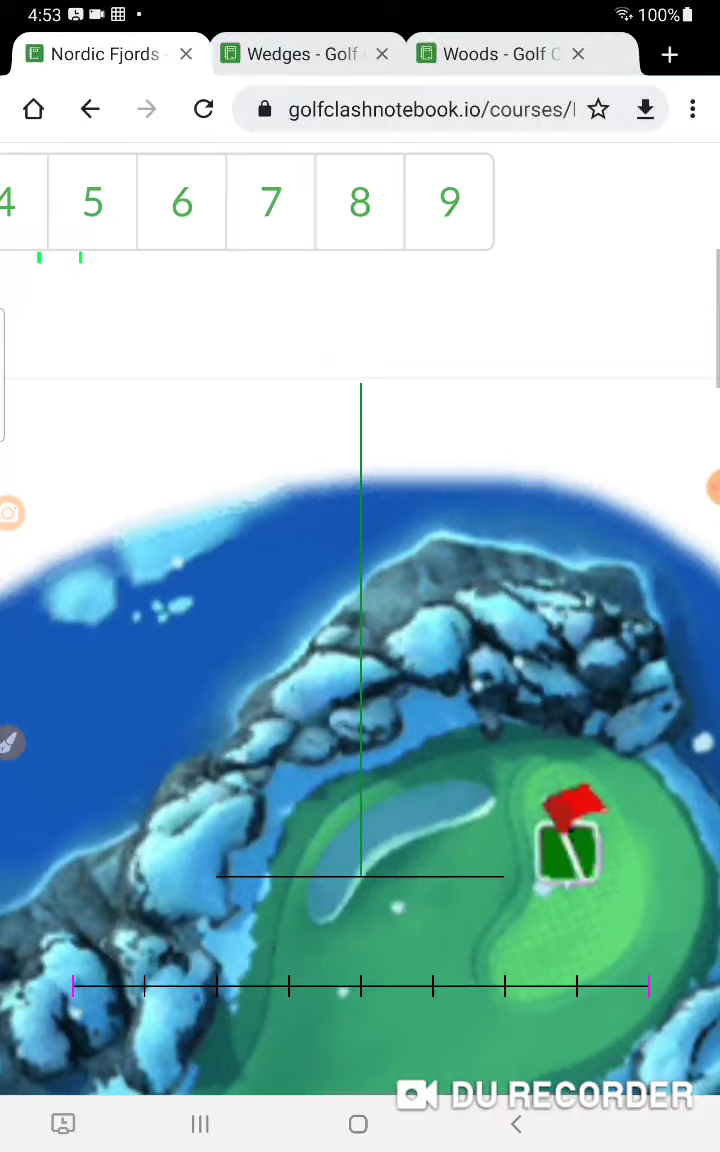 4:53 100%
Nordic Fjords Wedges - Golf Woods - Golf C
golfclashnotebook.io/courses/
4 5 6 7 8 9
DU RECORDER